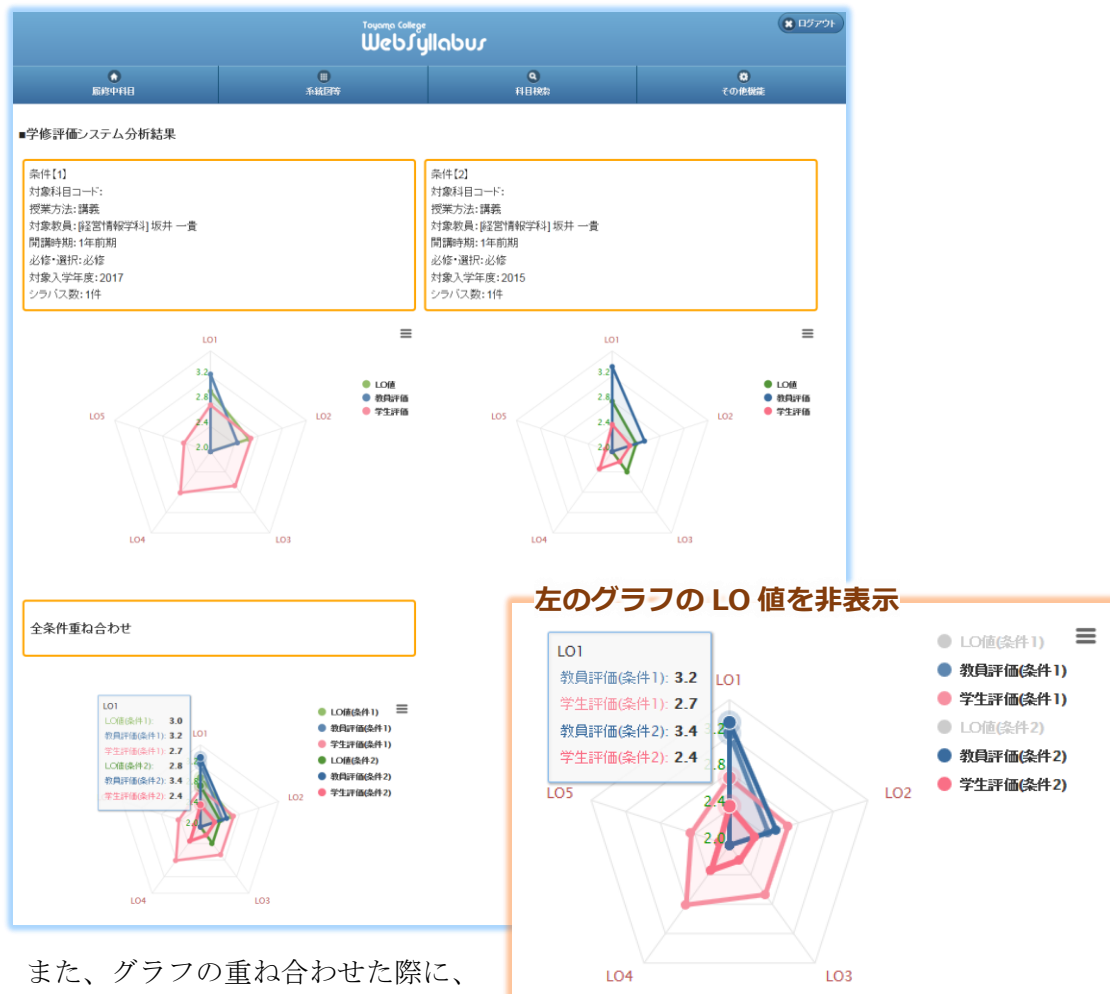 Toyama College
WebSyllabus
ログアウト
履修中科目
系統図等
科目検索
その他機能
■学修評価システム分析結果
条件【1】
対象科目コード:
授業方法: 講義
対象教員: [経営情報学科] 坂井 一貴
開講時期: 1年前期
必修・選択: 必修
対象入学年度: 2017
シラバス数: 1件
条件【2】
対象科目コード:
授業方法: 講義
対象教員: [経営情報学科] 坂井 一貴
開講時期: 1年前期
必修・選択: 必修
対象入学年度: 2015
シラバス数: 1件
LO1
3.2
2.8
2.4
2.0
LO5
LO2
LO4
LO3
LO値
教員評価
学生評価
LO1
3.2
2.8
2.4
2.0
LO5
LO2
LO4
LO3
LO値
教員評価
学生評価
全条件重ね合わせ
LO1
LO値(条件1): 3.0
教員評価(条件1): 3.2
学生評価(条件1): 2.7
LO値(条件2): 2.8
教員評価(条件2): 3.4
学生評価(条件2): 2.4
LO1
LO2
LO4
LO3
LO値(条件1)
教員評価(条件1)
学生評価(条件1)
LO値(条件2)
教員評価(条件2)
学生評価(条件2)
左のグラフの LO 値を非表示
LO1
教員評価(条件1): 3.2
学生評価(条件1): 2.7
教員評価(条件2): 3.4
学生評価(条件2): 2.4
LO1
2.4
2.0
LO5
LO2
LO4
LO3
LO値(条件1)
教員評価(条件1)
学生評価(条件1)
LO値(条件2)
教員評価(条件2)
学生評価(条件2)
また、グラフの重ね合わせた際に、